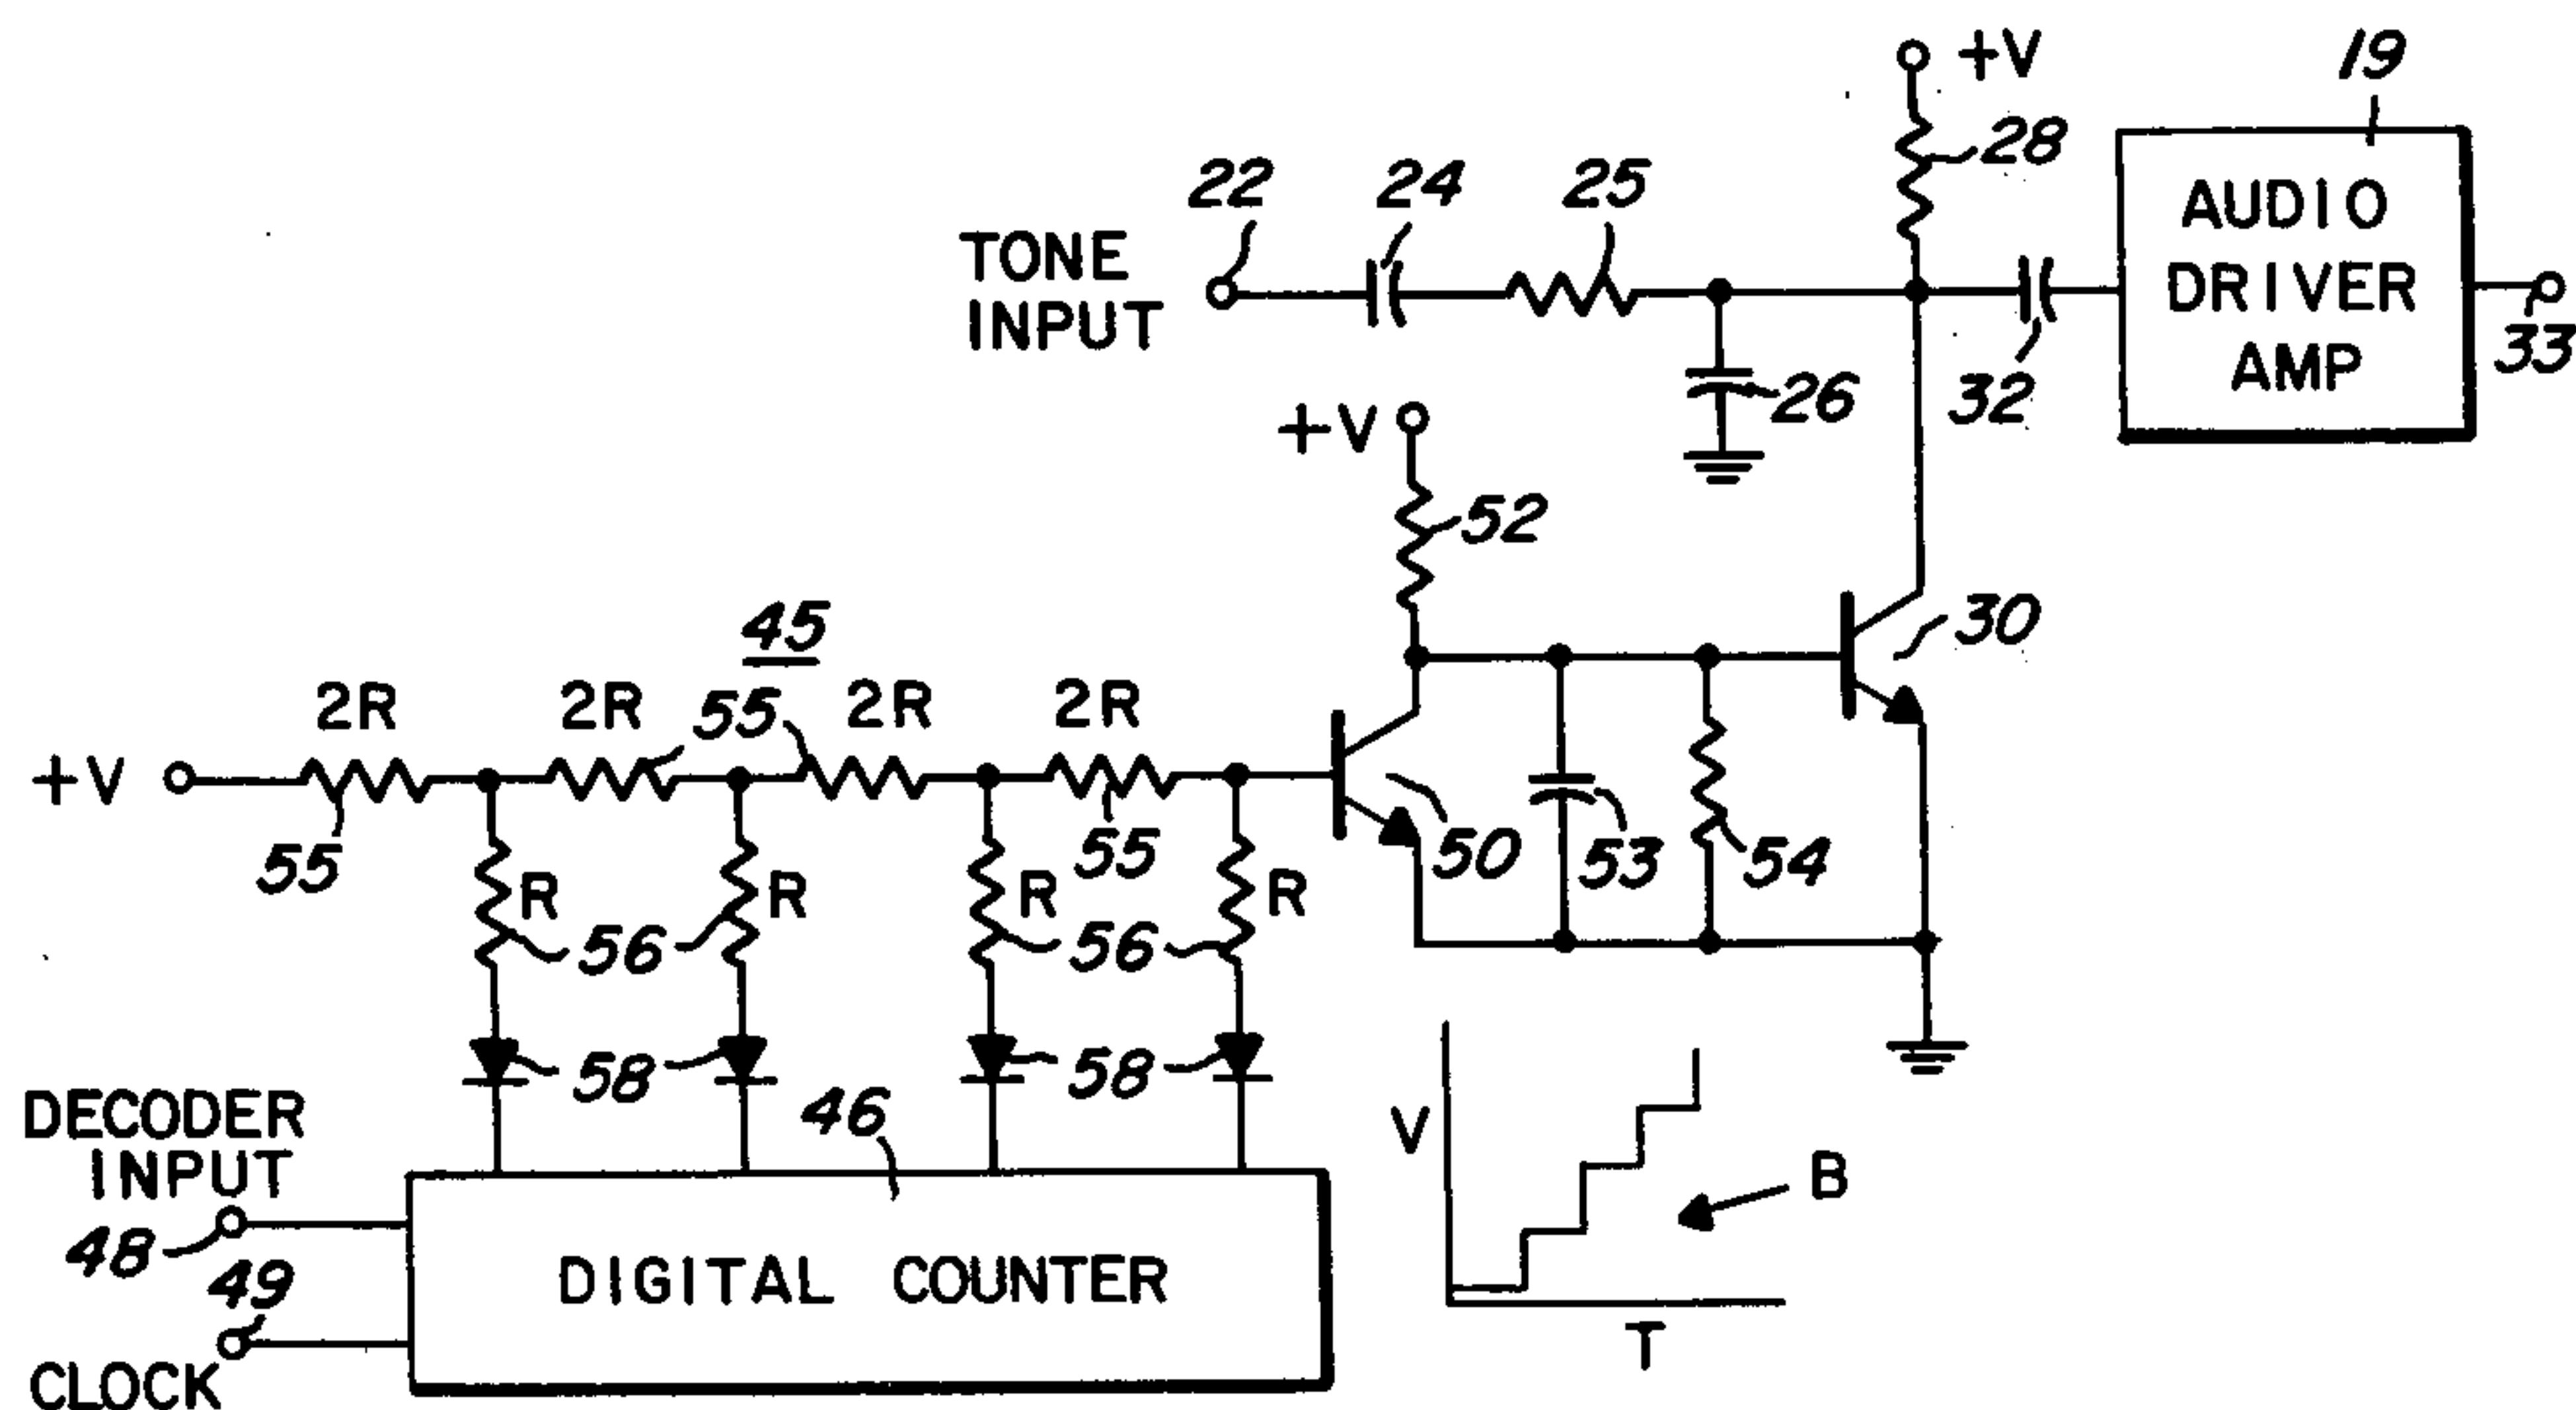 +V
19
28
22
24
25
TONE
INPUT
AUDIO
DRIVER
AMP
33
26
32
+V
52
30
45
2R
2R
55
2R
2R
+V
55
55
50
53
54
R
R
R
R
56
56
58
58
46
DECODER
INPUT
48
49
CLOCK
DIGITAL COUNTER
V
B
T